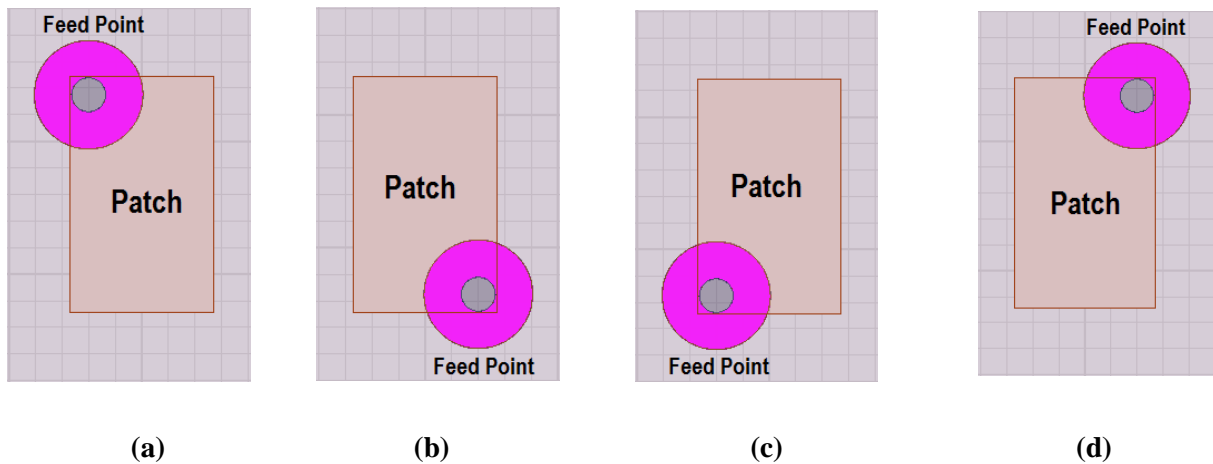 Feed Point
Patch
(a)
Patch
Feed Point
(b)
Patch
Feed Point
(c)
Feed Point
Patch
(d)